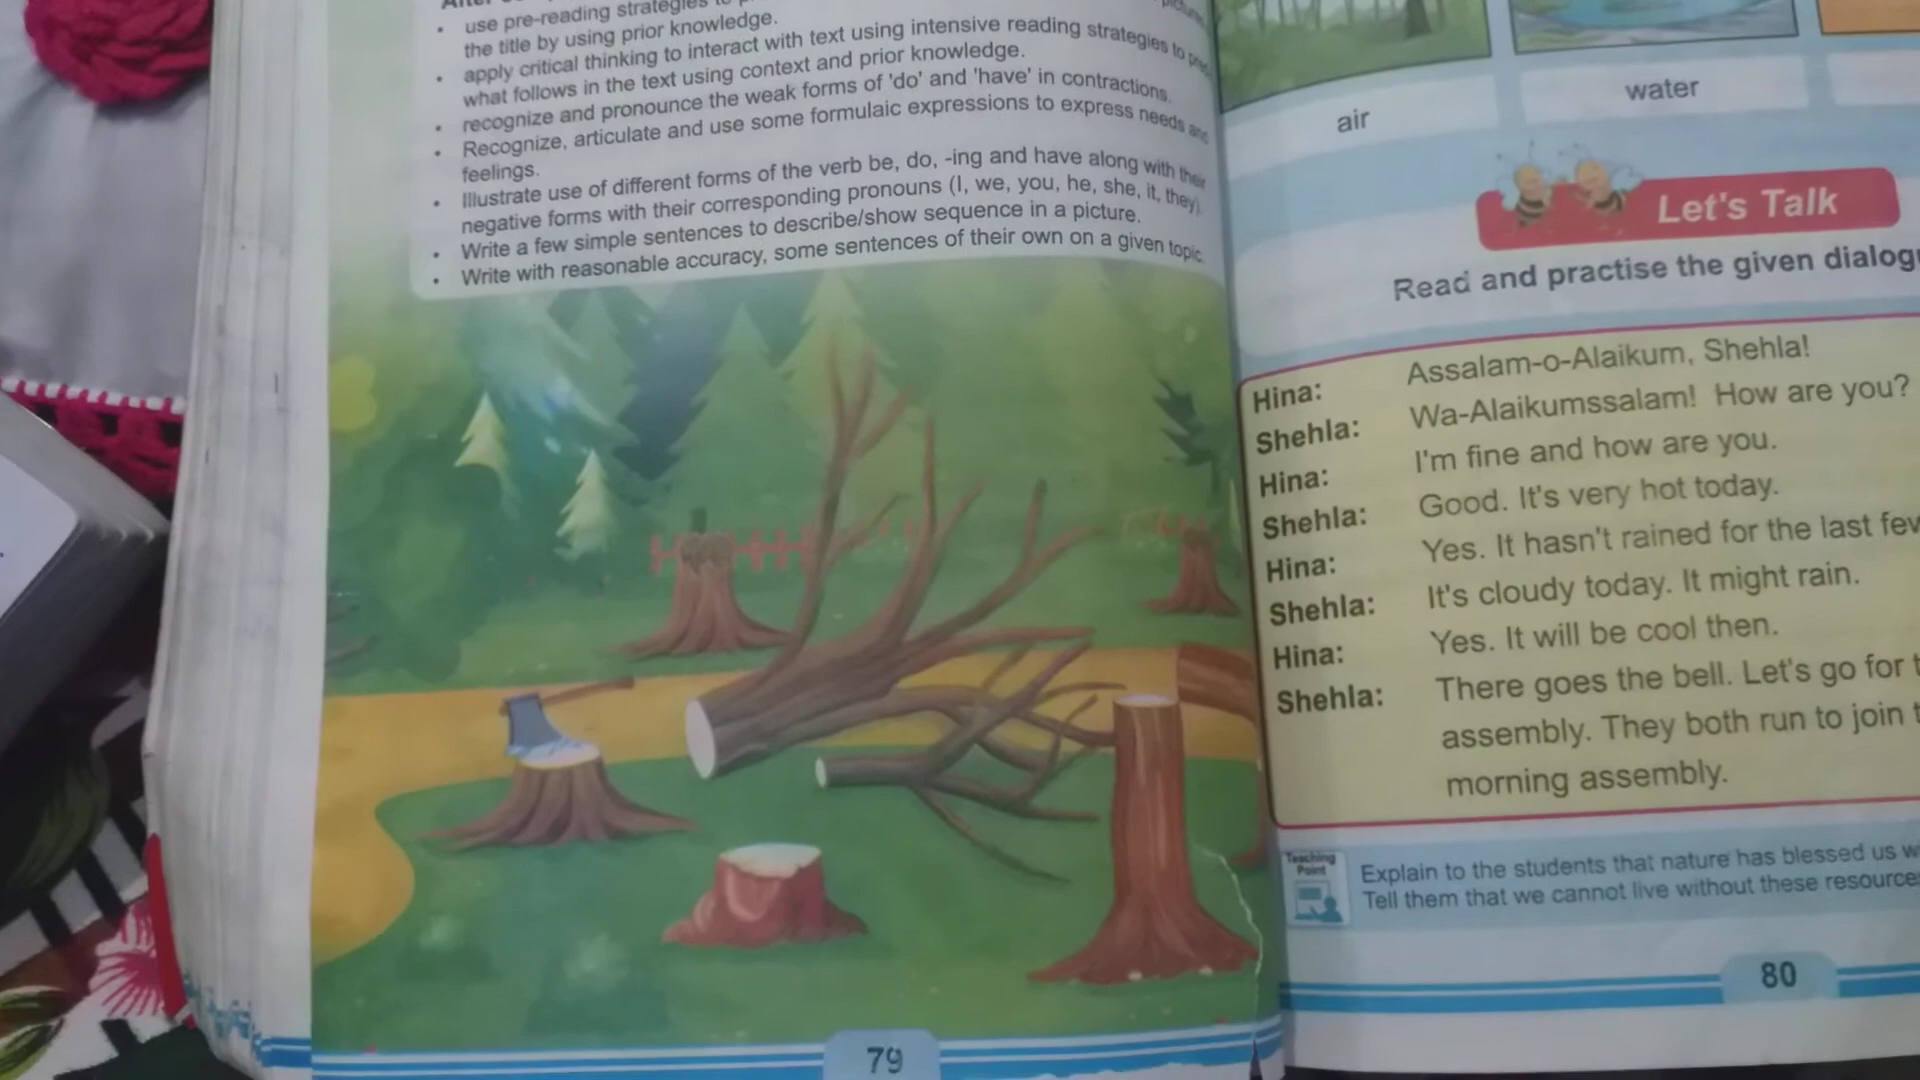 use pre-reading strategies to
the title by using prior knowledge.
apply critical thinking to interact with text using intensive reading strategies to
what follows in the text using context and prior knowledge.
recognize and pronounce the weak forms of 'do' and 'have' in contractions.
Recognize, articulate and use some formulaic expressions to express needs and
feelings.
Illustrate use of different forms of the verb be, do, -ing and have along with their
negative forms with their corresponding pronouns (I, we, you, he, she, it, they).
Write a few simple sentences to describe/show sequence in a picture.
Write with reasonable accuracy, some sentences of their own on a given topic.
79
air
water
Let's Talk
Read and practise the given
Hina: Assalam-o-Alaikum, Shehla!
Shehla: Wa-Alaikumssalam! How are you?
Hina: I'm fine and how are you.
Shehla: Good. It's very hot today.
Hina: Yes. It hasn't rained for the last
Shehla: It's cloudy today. It might rain.
Hina: Yes. It will be cool then.
Shehla: There goes the bell. Let's go for
assembly. They both run to join
morning assembly.
Teaching
Point
Explain to the students that nature has blessed us
Tell them that we cannot live without these
80